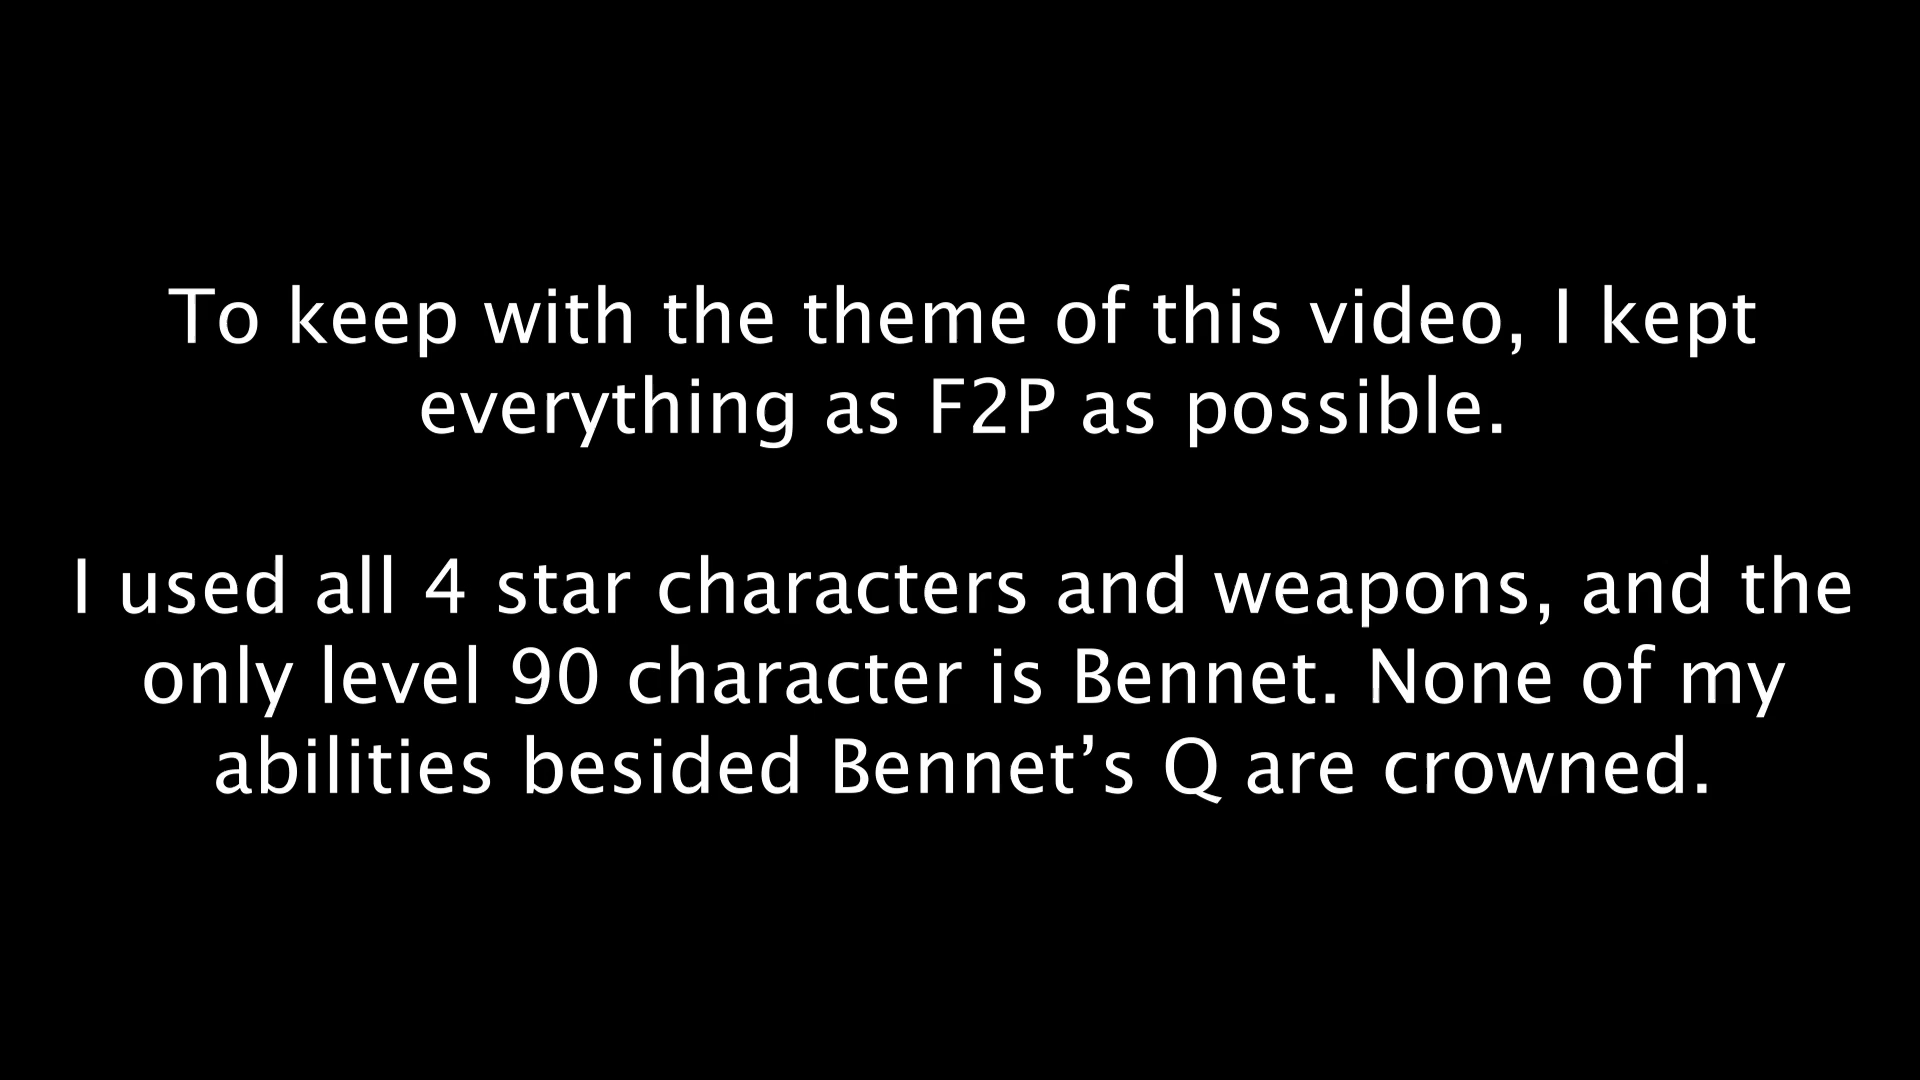 To keep with the theme of this video, I kept
everything as F2P as possible.
I used all 4 star characters and weapons, and the
only level 90 character is Bennet. None of my
abilities besided Bennet’s Q are crowned.